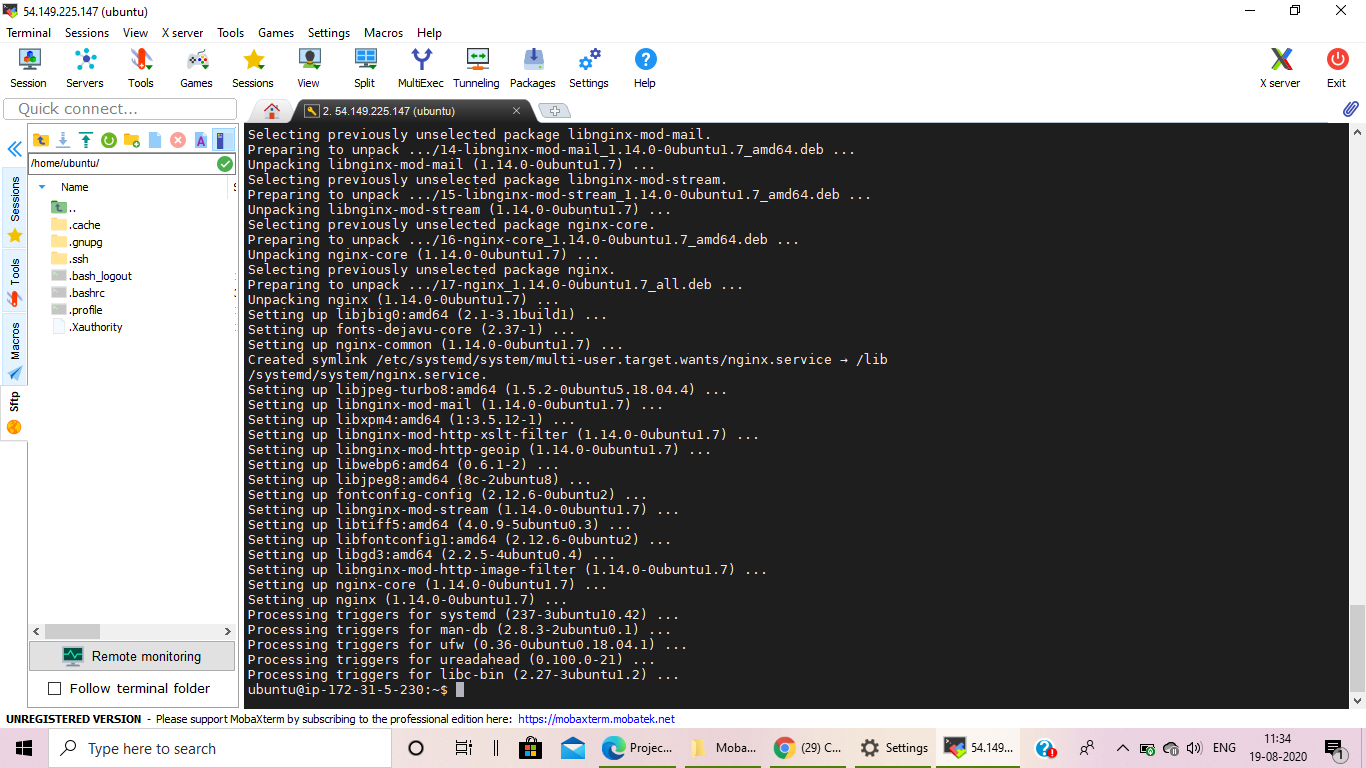 54.149.225.147 (ubuntu)
Terminal Sessions View X server Tools Games Settings Macros Help
Session Servers Tools Games Sessions View Split MultiExec Tunneling Packages Settings Help X server Exit
Quick connect...
2. 54.149.225.147 (ubuntu)
/home/ubuntu/
Name
..
.cache
.gnupg
.ssh
.bash_logout
.bashrc
.profile
.Xauthority
Sessions
Tools
Macros
Sftp
Remote monitoring
Follow terminal folder
Selecting previously unselected package libnginx-mod-mail.
Preparing to unpack .../14-libnginx-mod-mail_1.14.0-0ubuntu1.7_amd64.deb ...
Unpacking libnginx-mod-mail (1.14.0-0ubuntu1.7) ...
Selecting previously unselected package libnginx-mod-stream.
Preparing to unpack .../15-libnginx-mod-stream_1.14.0-0ubuntu1.7_amd64.deb ...
Unpacking libnginx-mod-stream (1.14.0-0ubuntu1.7) ...
Selecting previously unselected package nginx-core.
Preparing to unpack .../16-nginx-core_1.14.0-0ubuntu1.7_amd64.deb ...
Unpacking nginx-core (1.14.0-0ubuntu1.7) ...
Selecting previously unselected package nginx.
Preparing to unpack .../17-nginx_1.14.0-0ubuntu1.7_all.deb ...
Unpacking nginx (1.14.0-0ubuntu1.7) ...
Setting up libjbig0:amd64 (2.1-3.1build1) ...
Setting up fonts-dejavu-core (2.37-1) ...
Setting up nginx-common (1.14.0-0ubuntu1.7) ...
Created symlink /etc/systemd/system/multi-user.target.wants/nginx.service → /lib
/systemd/system/nginx.service.
Setting up libjpeg-turbo8:amd64 (1.5.2-0ubuntu5.18.04.4) ...
Setting up libnginx-mod-mail (1.14.0-0ubuntu1.7) ...
Setting up libxpm4:amd64 (1:3.5.12-1) ...
Setting up libnginx-mod-http-xslt-filter (1.14.0-0ubuntu1.7) ...
Setting up libnginx-mod-http-geoip (1.14.0-0ubuntu1.7) ...
Setting up libwebp6:amd64 (0.6.1-2) ...
Setting up libjpeg8:amd64 (8c-2ubuntu8) ...
Setting up fontconfig-config (2.12.6-0ubuntu2) ...
Setting up libnginx-mod-stream (1.14.0-0ubuntu1.7) ...
Setting up libtiff5:amd64 (4.0.9-5ubuntu0.3) ...
Setting up libfontconfig1:amd64 (2.12.6-0ubuntu2) ...
Setting up libgd3:amd64 (2.2.5-4ubuntu0.4) ...
Setting up libnginx-mod-http-image-filter (1.14.0-0ubuntu1.7) ...
Setting up nginx-core (1.14.0-0ubuntu1.7) ...
Setting up nginx (1.14.0-0ubuntu1.7) ...
Processing triggers for systemd (237-3ubuntu10.42) ...
Processing triggers for man-db (2.8.3-2ubuntu0.1) ...
Processing triggers for ufw (0.36-0ubuntu0.18.04.1) ...
Processing triggers for ureadahead (0.100.0-21) ...
Processing triggers for libc-bin (2.27-3ubuntu1.2) ...
ubuntu@ip-172-31-5-230:~$
UNREGISTERED VERSION - Please support MobaXterm by subscribing to the professional edition here: https://mobaxterm.mobatek.net
Type here to search
Projec...
Moba...
(29) C...
Settings
54.149...
ENG
11:34
19-08-2020
1